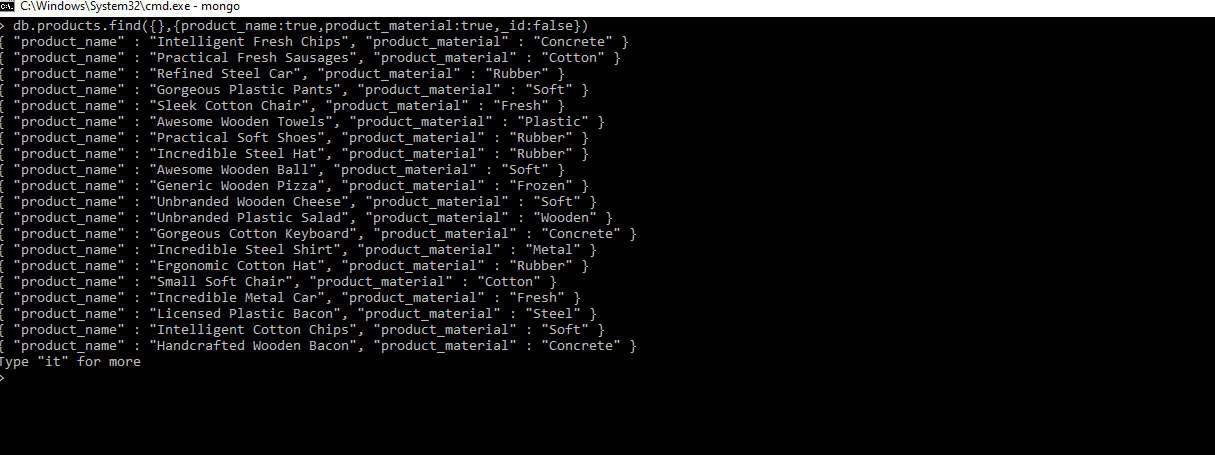 C:\Windows\System32\cmd.exe - mongo
> db.products.find({},{product_name:true,product_material:true,_id:false})
{ "product_name" : "Intelligent Fresh Chips", "product_material" : "Concrete" }
{ "product_name" : "Practical Fresh Sausages", "product_material" : "Cotton" }
{ "product_name" : "Refined Steel Car", "product_material" : "Rubber" }
{ "product_name" : "Gorgeous Plastic Pants", "product_material" : "Soft" }
{ "product_name" : "Sleek Cotton Chair", "product_material" : "Fresh" }
{ "product_name" : "Awesome Wooden Towels", "product_material" : "Plastic" }
{ "product_name" : "Practical Soft Shoes", "product_material" : "Rubber" }
{ "product_name" : "Incredible Steel Hat", "product_material" : "Rubber" }
{ "product_name" : "Awesome Wooden Ball", "product_material" : "Soft" }
{ "product_name" : "Generic Wooden Pizza", "product_material" : "Frozen" }
{ "product_name" : "Unbranded Wooden Cheese", "product_material" : "Soft" }
{ "product_name" : "Unbranded Plastic Salad", "product_material" : "Wooden" }
{ "product_name" : "Gorgeous Cotton Keyboard", "product_material" : "Concrete" }
{ "product_name" : "Incredible Steel Shirt", "product_material" : "Metal" }
{ "product_name" : "Ergonomic Cotton Hat", "product_material" : "Rubber" }
{ "product_name" : "Small Soft Chair", "product_material" : "Cotton" }
{ "product_name" : "Incredible Metal Car", "product_material" : "Fresh" }
{ "product_name" : "Licensed Plastic Bacon", "product_material" : "Steel" }
{ "product_name" : "Intelligent Cotton Chips", "product_material" : "Soft" }
{ "product_name" : "Handcrafted Wooden Bacon", "product_material" : "Concrete" }
Type "it" for more
>